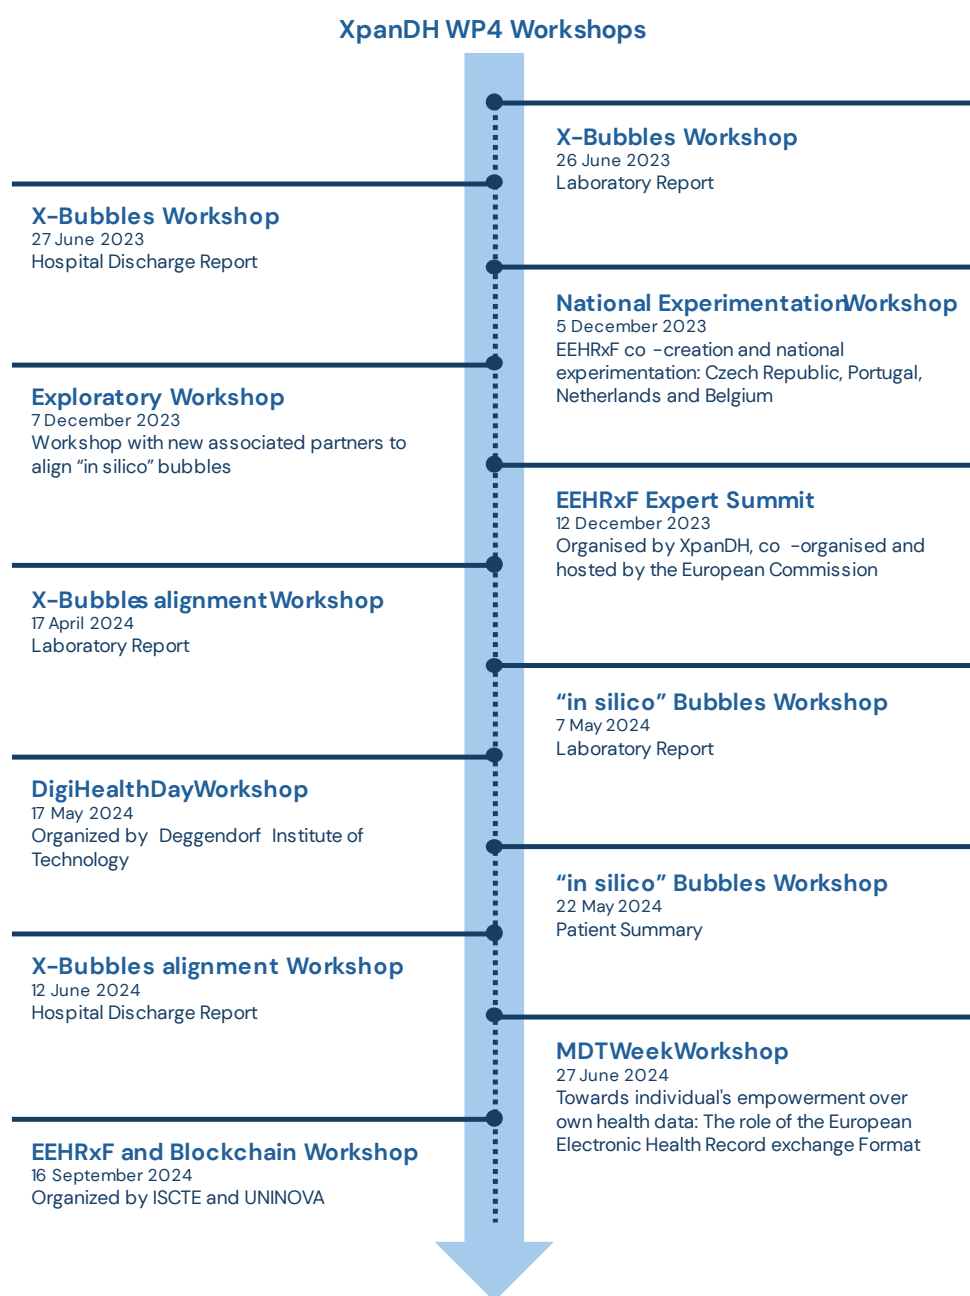 XpanDH WP4 Workshops
X-Bubbles Workshop
26 June 2023
Laboratory Report
X-Bubbles Workshop
27 June 2023
Hospital Discharge Report
National Experimentation Workshop
5 December 2023
EEHRxF co -creation and national
experimentation: Czech Republic, Portugal,
Netherlands and Belgium
Exploratory Workshop
7 December 2023
Workshop with new associated partners to
align “in silico” bubbles
EEHRxF Expert Summit
12 December 2023
Organised by XpanDH, co -organised and
hosted by the European Commission
X-Bubbles alignment Workshop
17 April 2024
Laboratory Report
“in silico” Bubbles Workshop
7 May 2024
Laboratory Report
DigiHealthDayWorkshop
17 May 2024
Organized by Deggendorf Institute of
Technology
“in silico” Bubbles Workshop
22 May 2024
Patient Summary
X-Bubbles alignment Workshop
12 June 2024
Hospital Discharge Report
MDTWeekWorkshop
27 June 2024
Towards individual's empowerment over
own health data: The role of the European
Electronic Health Record exchange Format
EEHRxF and Blockchain Workshop
16 September 2024
Organized by ISCTE and UNINOVA